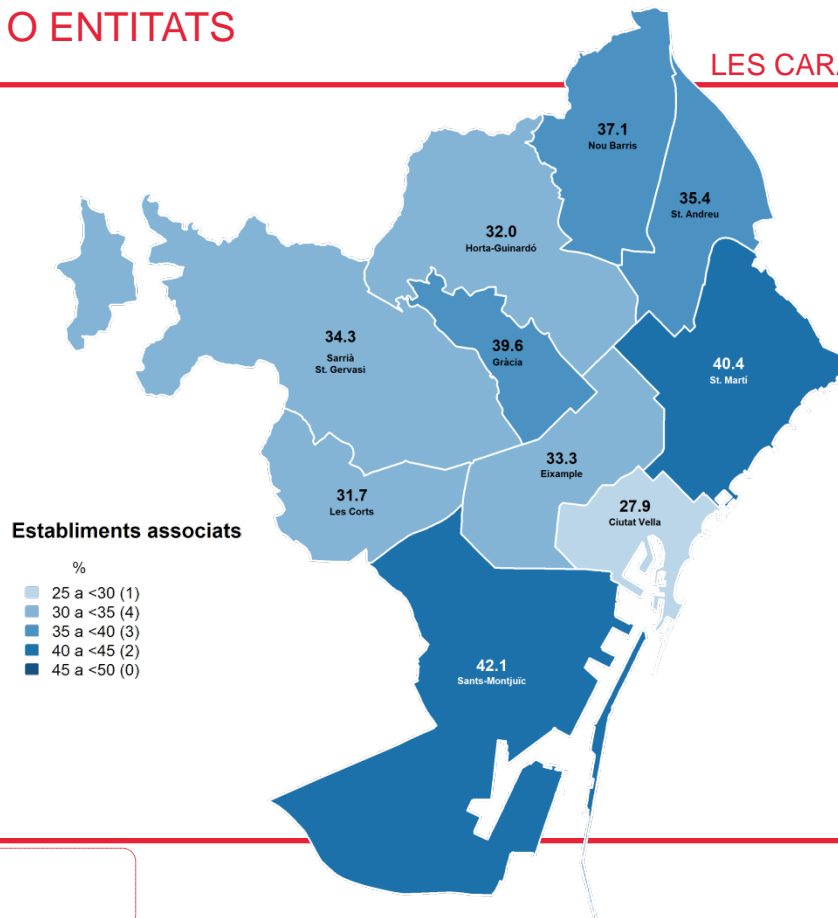 O ENTITATS
LES CARA
37.1
Nou Barris
35.4
St. Andreu
32.0
Horta-Guinardó
34.3
Sarrià
St. Gervasi
39.6
Gràcia
40.4
St. Martí
33.3
Eixample
31.7
Les Corts
27.9
Ciutat Vella
Establiments associats
%
25 a <30 (1)
30 a <35 (4)
35 a <40 (3)
40 a <45 (2)
45 a <50 (0)
42.1
Sants-Montjuïc